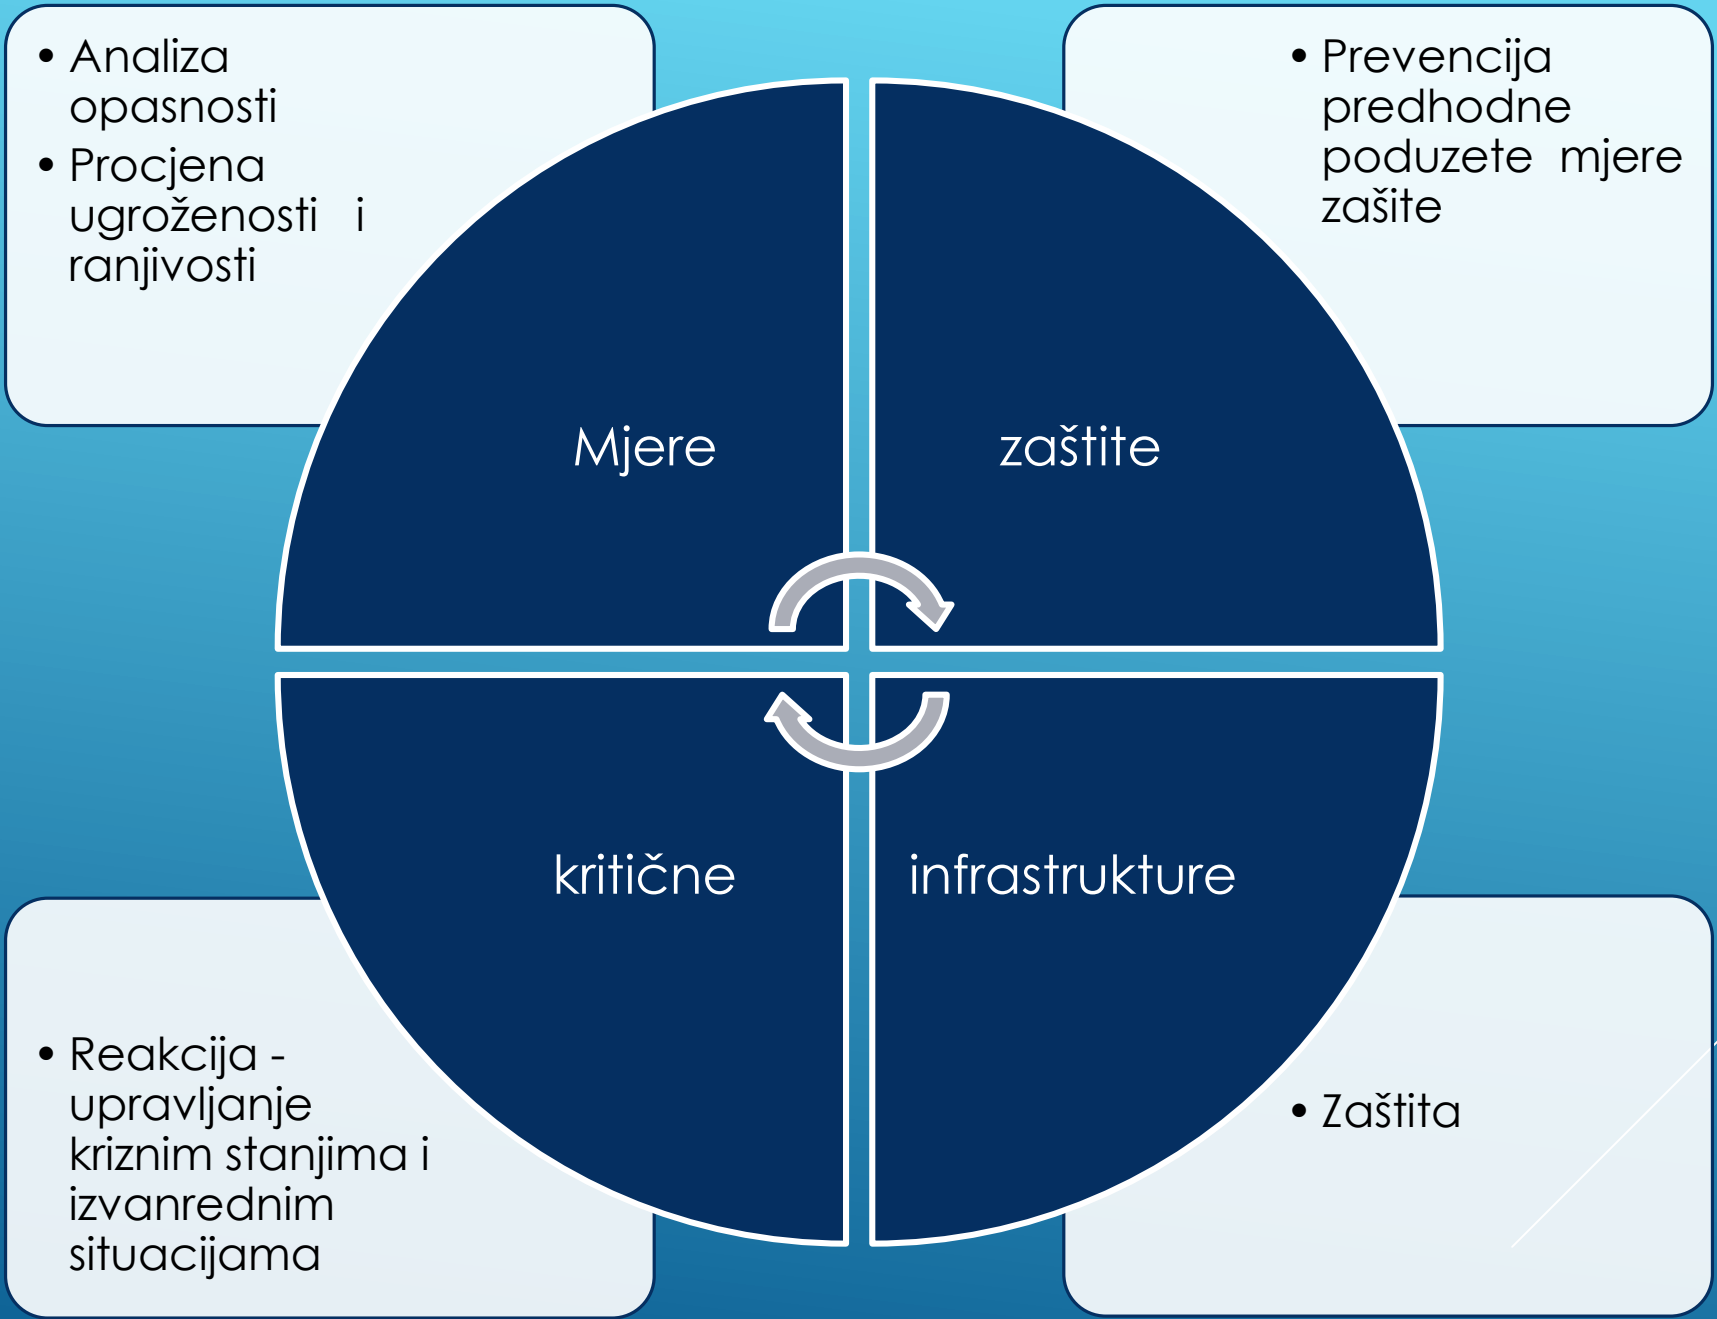 • Analiza
opasnosti
• Procjena
ugroženosti i
ranjivosti
• Prevencija
predhodne
poduzete mjere
zašite
Mjere
zaštite
kritične
infrastrukture
• Reakcija -
upravljanje
kriznim stanjima i
izvanrednim
situacijama
• Zaštita